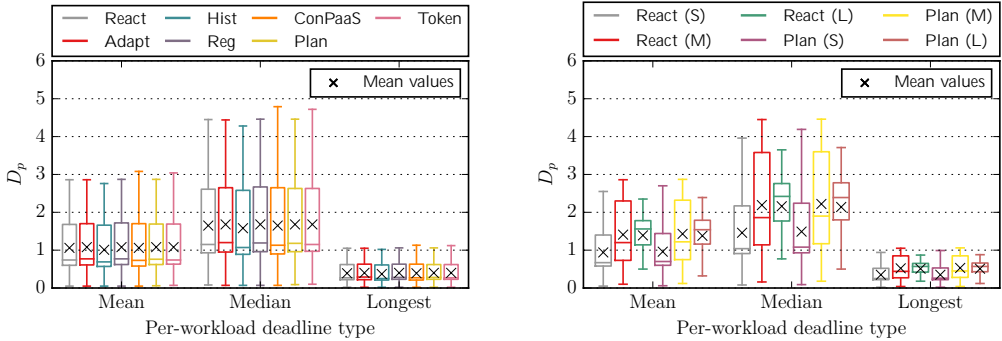 React Hist ConPaaS Token
Adapt Reg Plan
Mean values
6
5
4
3
2
1
0
D_p
Mean Median Longest
Per-workload deadline type
React (S) React (L) Plan (M)
React (M) Plan (S) Plan (L)
Mean values
6
5
4
3
2
1
0
D_p
Mean Median Longest
Per-workload deadline type